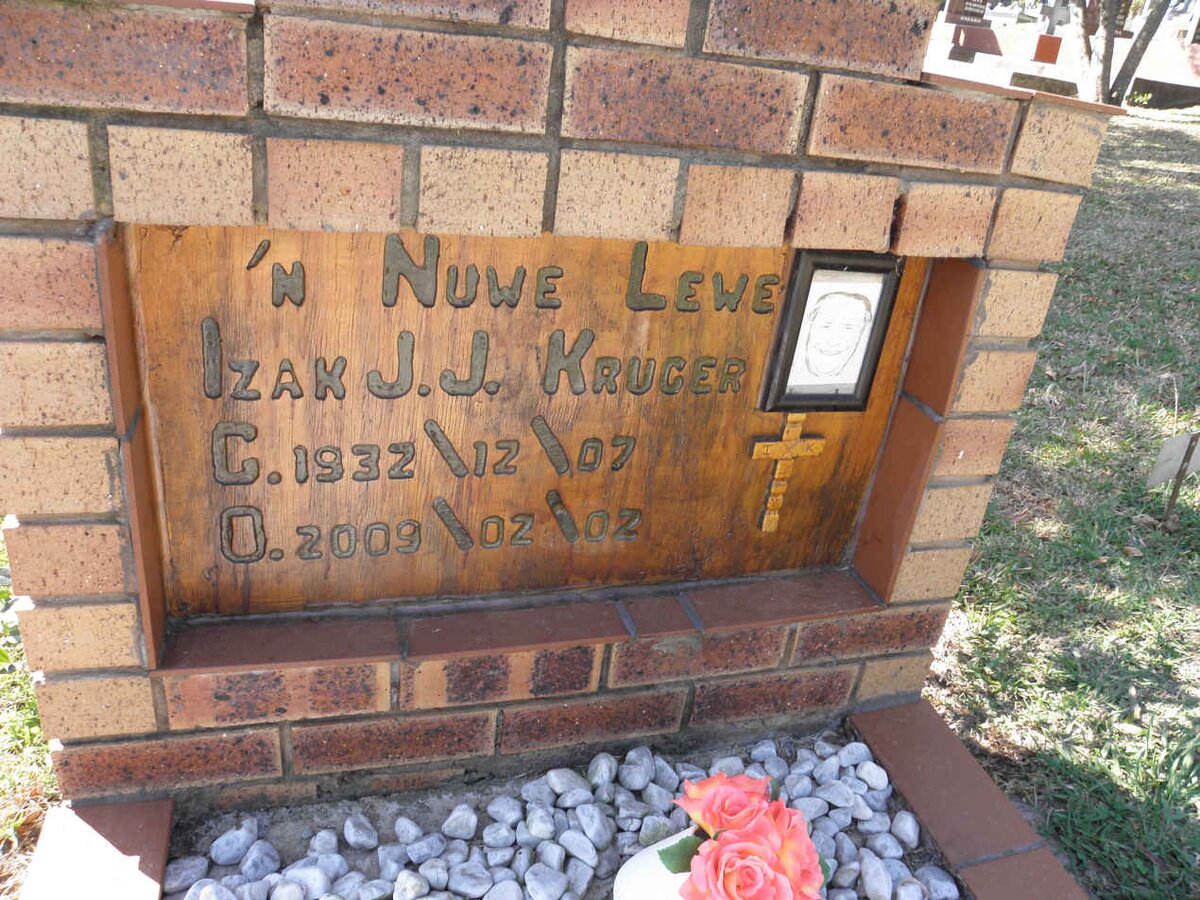 'n Nuwe Lewe
Izak J.J. Kruger
G. 1932\12\07
O. 2009\02\02
I K